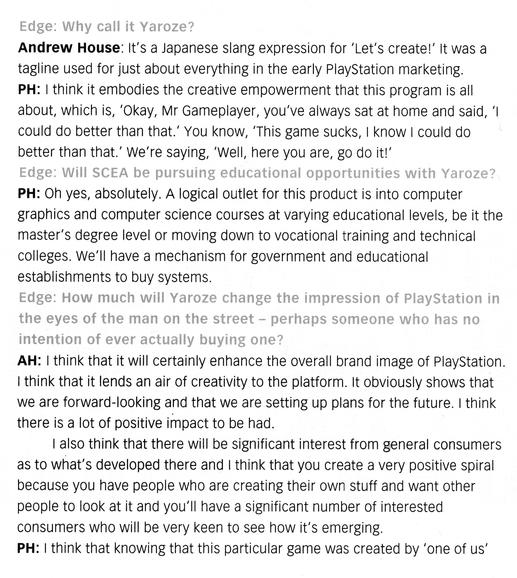 Edge: Why call it Yaroze?
Andrew House: It's a Japanese slang expression for 'Let's create!' It was a
tagline used for just about everything in the early PlayStation marketing.
PH: I think it embodies the creative empowerment that this program is all
about, which is, 'Okay, Mr Gameplayer, you've always sat at home and said, 'I
could do better than that.' You know, 'This game sucks, I know I could do
better than that.' We're saying, 'Well, here you are, go do it!'
Edge: Will SCEA be pursuing educational opportunities with Yaroze?
PH: Oh yes, absolutely. A logical outlet for this product is into computer
graphics and computer science courses at varying educational levels, be it the
master's degree level or moving down to vocational training and technical
colleges. We'll have a mechanism for government and educational
establishments to buy systems.
Edge: How much will Yaroze change the impression of PlayStation in
the eyes of the man on the street – perhaps someone who has no
intention of ever actually buying one?
AH: I think that it will certainly enhance the overall brand image of PlayStation.
I think that it lends an air of creativity to the platform. It obviously shows that
we are forward-looking and that we are setting up plans for the future. I think
there is a lot of positive impact to be had.
I also think that there will be significant interest from general consumers
as to what's developed there and I think that you create a very positive spiral
because you have people who are creating their own stuff and want other
people to look at it and you'll have a significant number of interested
consumers who will be very keen to see how it's emerging.
PH: I think that knowing that this particular game was created by 'one of us'